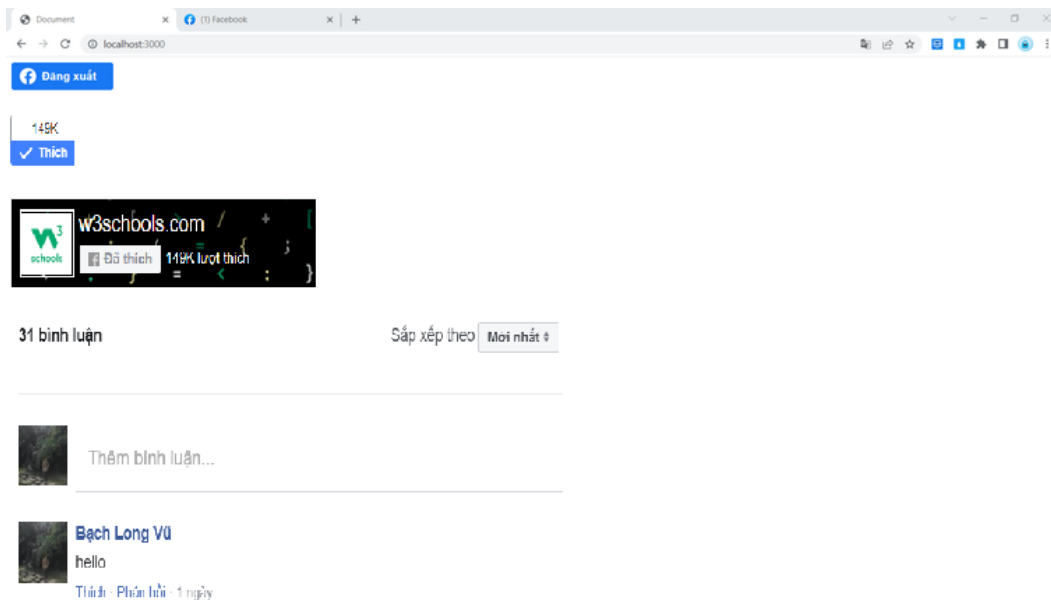 Document
(1) Facebook
localhost:3000
Đăng xuất
149K
Thích
W3 schools
w3schools.com
Đã thích
149K lượt thích
31 bình luận
Sắp xếp theo Mới nhất
Thêm bình luận...
Bạch Long Vũ
hello
Thích · Phản hồi · 1 ngày